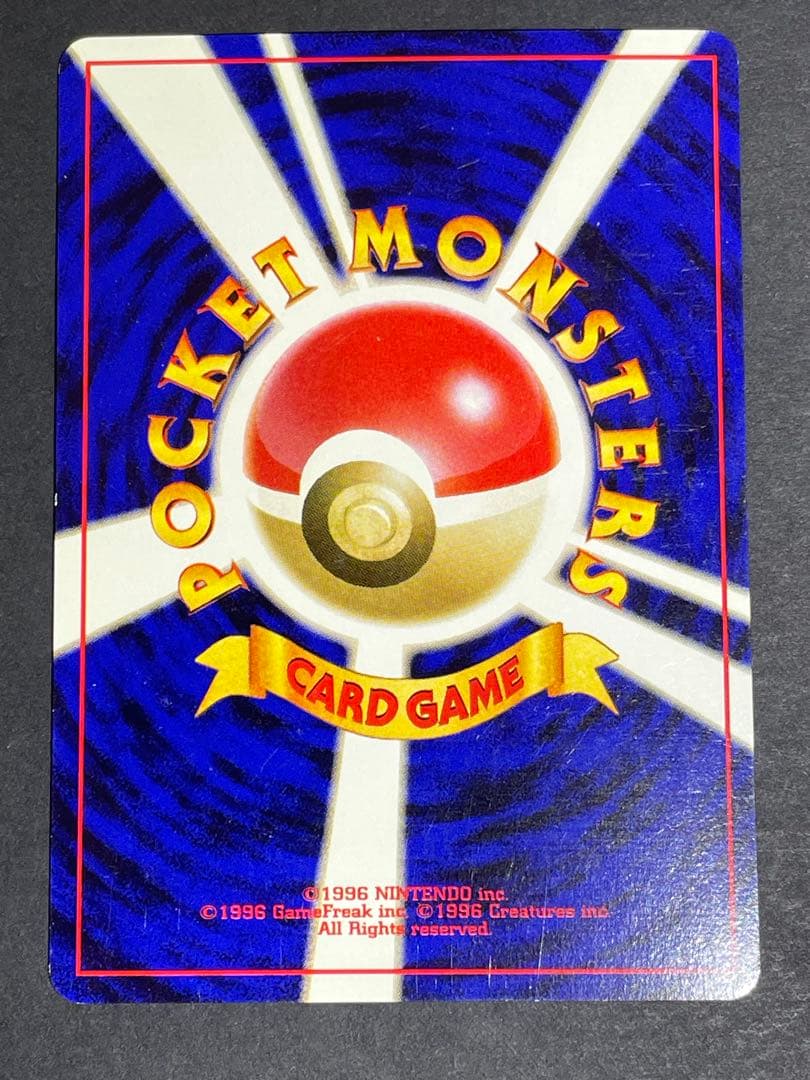 POCKET MONSTERS
CARD GAME
©1996 NINTENDO inc.
©1996 GameFreak inc. ©1996 Creatures inc.
All Rights reserved.